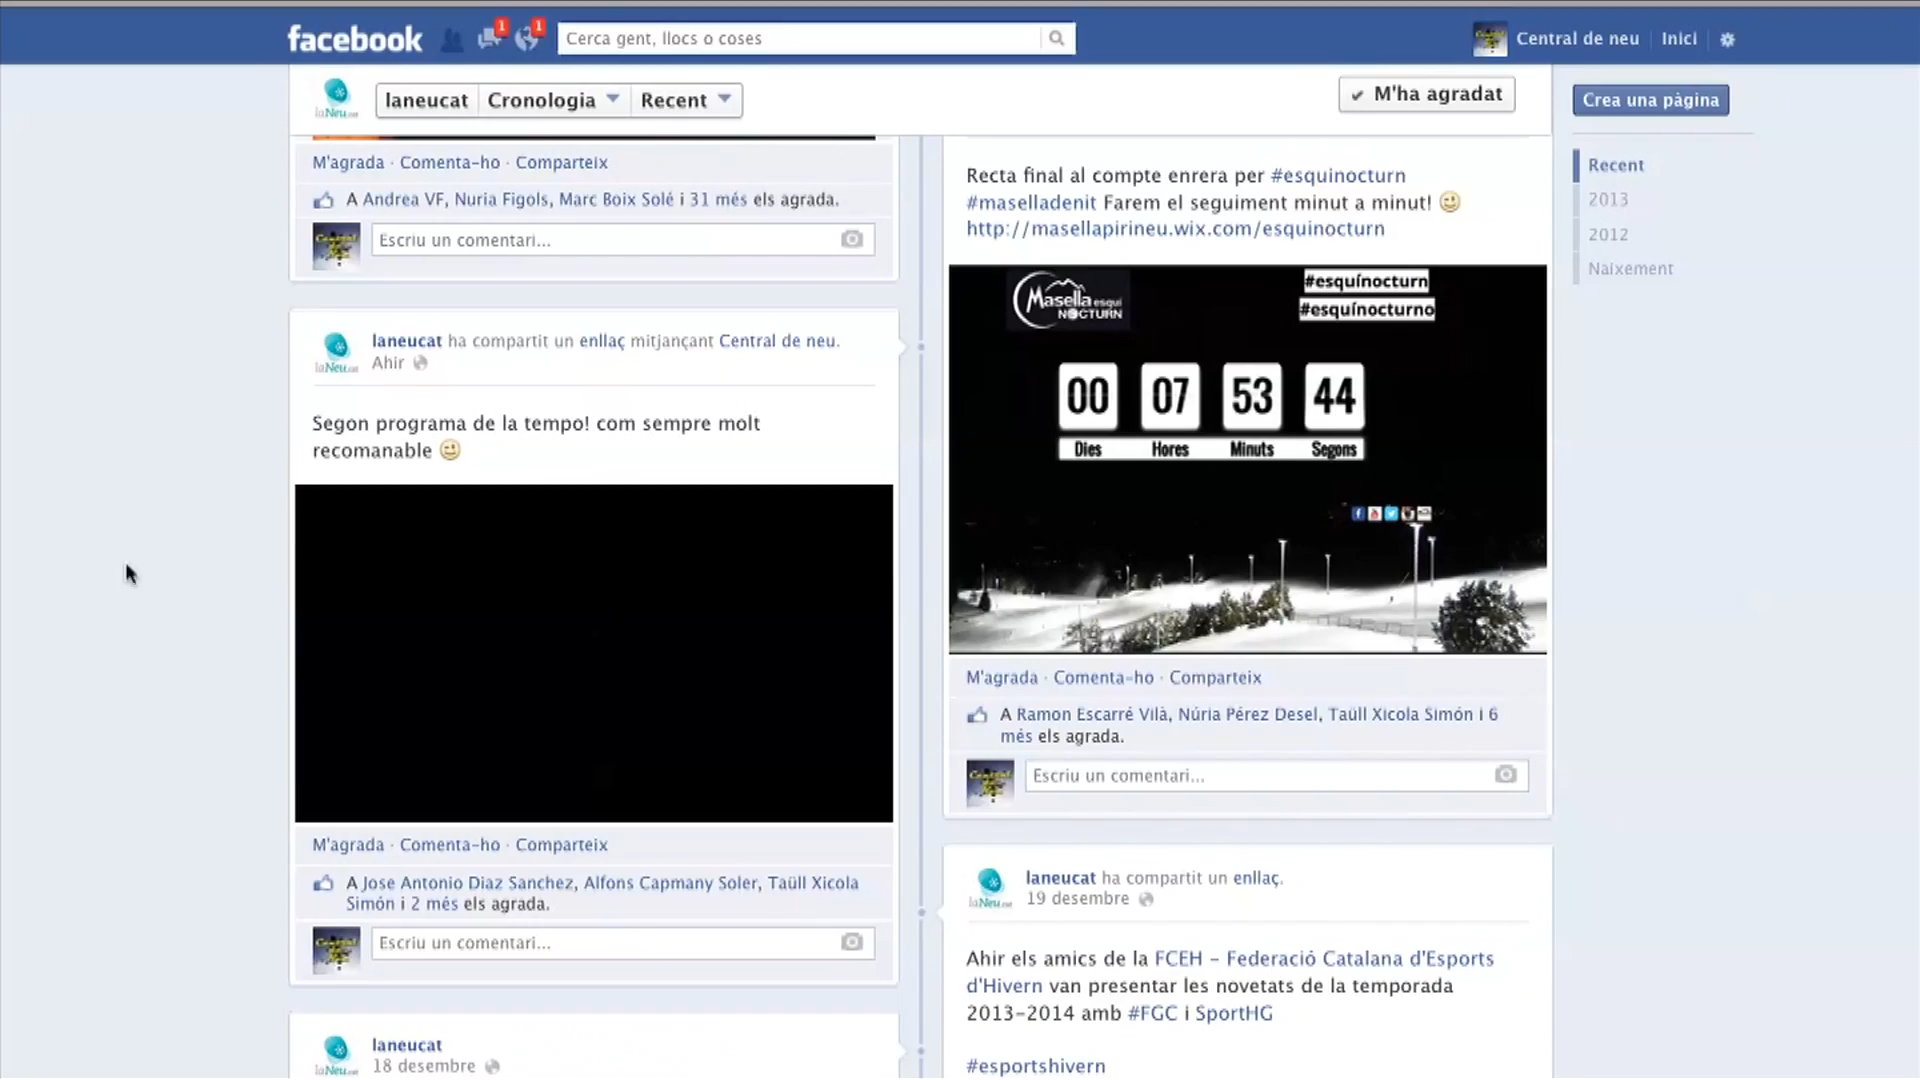 facebook
1
1
Cerca gent, llocs o coses
Central de neu
Inici
laNeu.cat
laneucat
Cronologia
Recent
M'ha agradat
Crea una pàgina
Recent
2013
2012
Naixement
M'agrada · Comenta-ho · Comparteix
A Andrea VF, Nuria Figols, Marc Boix Solé i 31 més els agrada.
Escriu un comentari...
laneucat ha compartit un enllaç mitjançant Central de neu.
Ahir
Segon programa de la tempo! com sempre molt
recomanable
M'agrada · Comenta-ho · Comparteix
A Jose Antonio Diaz Sanchez, Alfons Capmany Soler, Taüll Xicola
Simón i 2 més els agrada.
Escriu un comentari...
laneucat
18 desembre
Recta final al compte enrera per #esquinocturn
#maselladenit Farem el seguiment minut a minut!
http://masellapirineu.wix.com/esquinocturn
Masella esquí
NOCTURN
#esquínocturn
#esquínocturno
00 07 53 44
Dies Hores Minuts Segons
M'agrada · Comenta-ho · Comparteix
A Ramon Escarré Vilà, Núria Pérez Desel, Taüll Xicola Simón i 6
més els agrada.
Escriu un comentari...
laneucat ha compartit un enllaç.
19 desembre
Ahir els amics de la FCEH - Federació Catalana d'Esports
d'Hivern van presentar les novetats de la temporada
2013-2014 amb #FGC i SportHG
#esportshivern